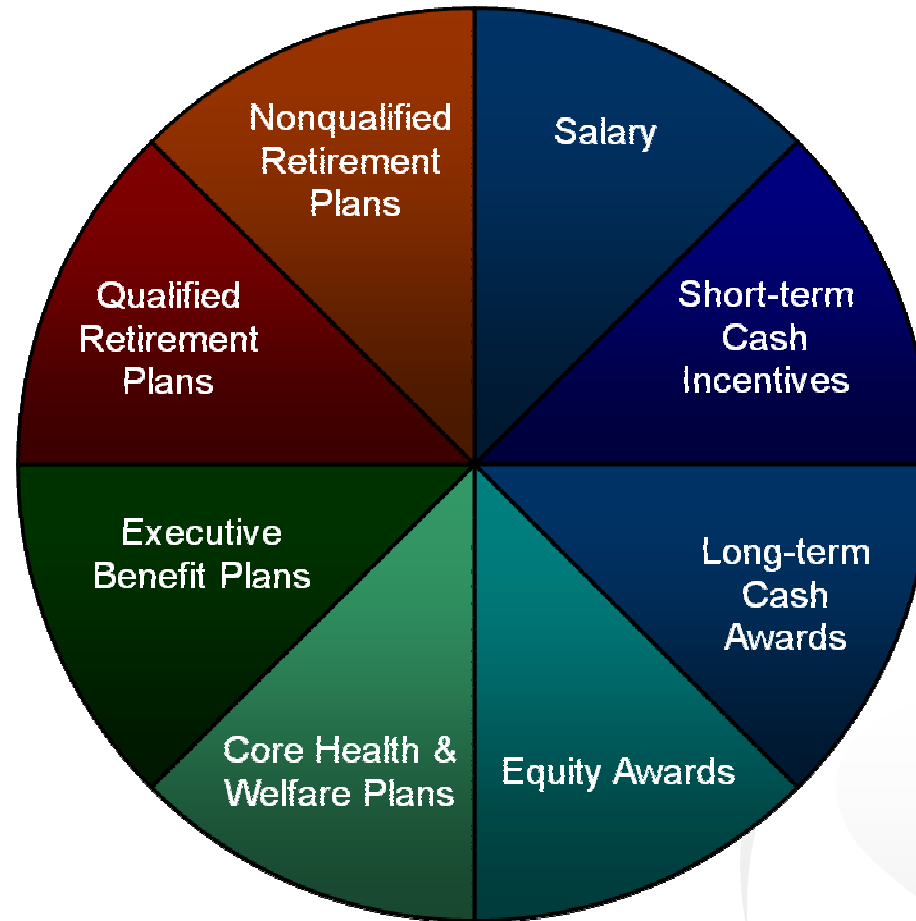 Salary
Short-term
Cash
Incentives
Long-term
Cash
Awards
Equity Awards
Core Health &
Welfare Plans
Executive
Benefit Plans
Qualified
Retirement
Plans
Nonqualified
Retirement
Plans